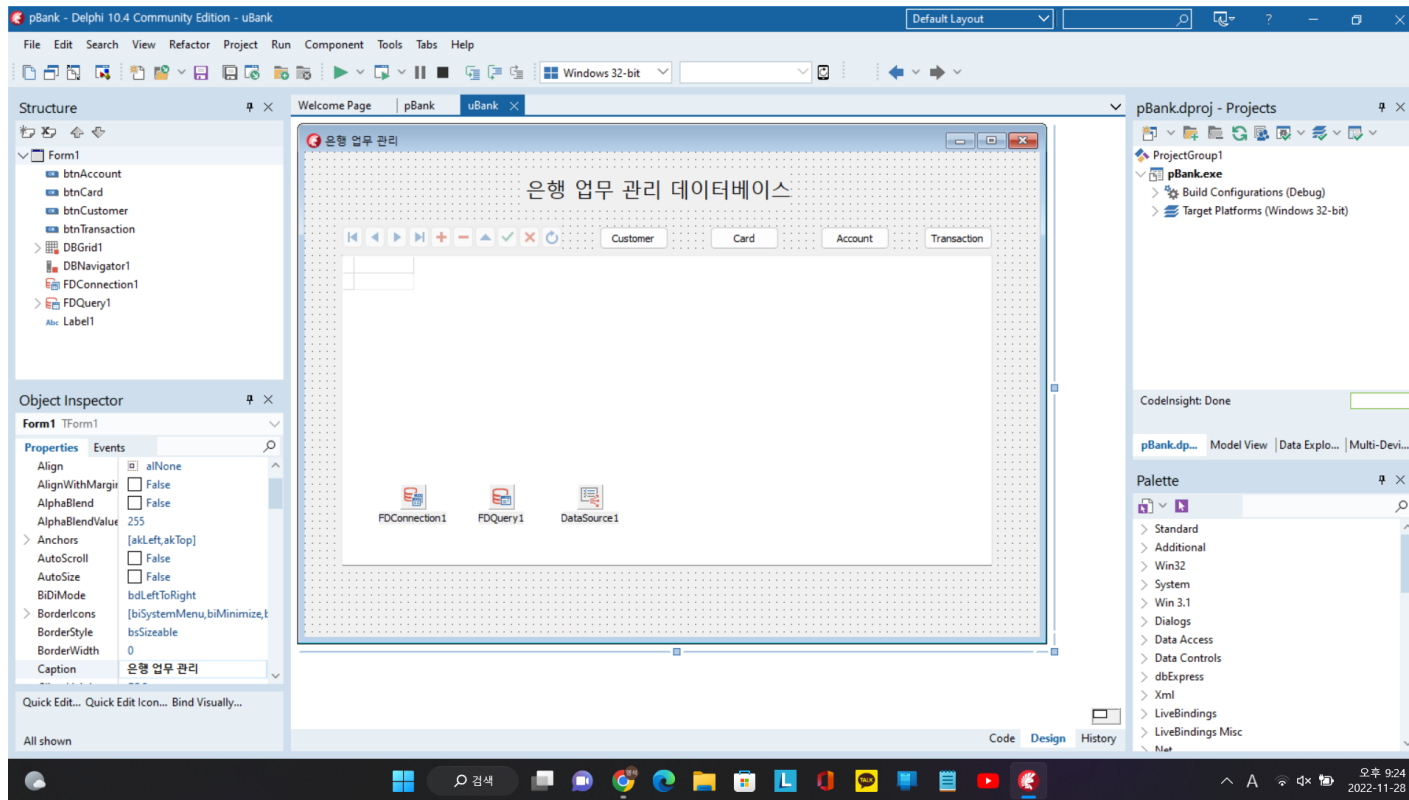 pBank - Delphi 10.4 Community Edition - uBank
Default Layout
?
File Edit Search View Refactor Project Run Component Tools Tabs Help
Windows 32-bit
Structure
Form1
btnAccount
btnCard
btnCustomer
btnTransaction
DBGrid1
DBNavigator1
FDConnection1
FDQuery1
Abc Label1
Object Inspector
Form1 TForm1
Properties Events
Align alNone
AlignWithMargir False
AlphaBlend False
AlphaBlendValue 255
Anchors [akLeft,akTop]
AutoScroll False
AutoSize False
BiDiMode bdLeftToRight
BorderIcons [biSystemMenu,biMinimize,b
BorderStyle bsSizeable
BorderWidth 0
Caption 은행 업무 관리
Quick Edit... Quick Edit Icon... Bind Visually...
All shown
Welcome Page pBank uBank
은행 업무 관리
은행 업무 관리 데이터베이스
Customer Card Account Transaction
FDConnection1 FDQuery1 DataSource1
Code Design History
pBank.dproj - Projects
ProjectGroup1
pBank.exe
Build Configurations (Debug)
Target Platforms (Windows 32-bit)
CodeInsight: Done
pBank.dp... Model View Data Explo... Multi-Devi...
Palette
Standard
Additional
Win32
System
Win 3.1
Dialogs
Data Access
Data Controls
dbExpress
Xml
LiveBindings
LiveBindings Misc
검색
L
TALK
A
오후 9:24
2022-11-28